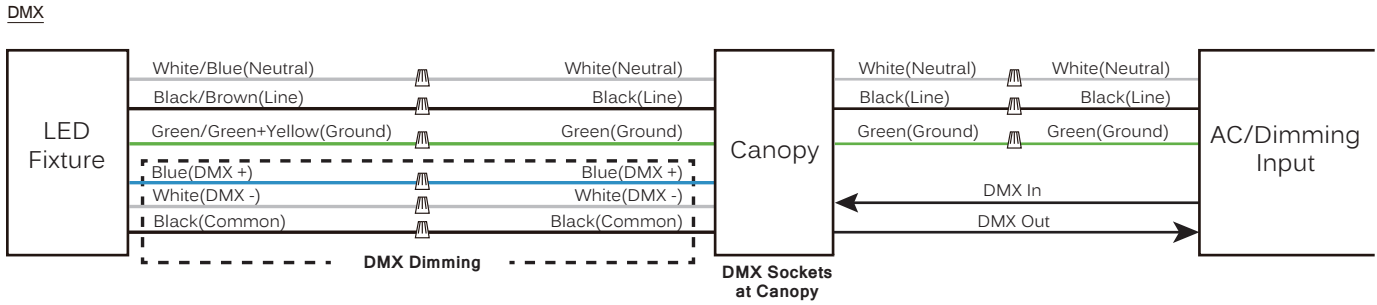 DMX
White/Blue(Neutral) White(Neutral) White(Neutral) White(Neutral)
Black/Brown(Line) Black(Line) Black(Line) Black(Line)
LED
Fixture
Green/Green+Yellow(Ground) Green(Ground) Green(Ground) Green(Ground)
Canopy
AC/Dimming
Input
Blue(DMX +) Blue(DMX +)
White(DMX -) White(DMX -)
DMX In
Black(Common) Black(Common)
DMX Out
DMX Dimming
DMX Sockets
at Canopy